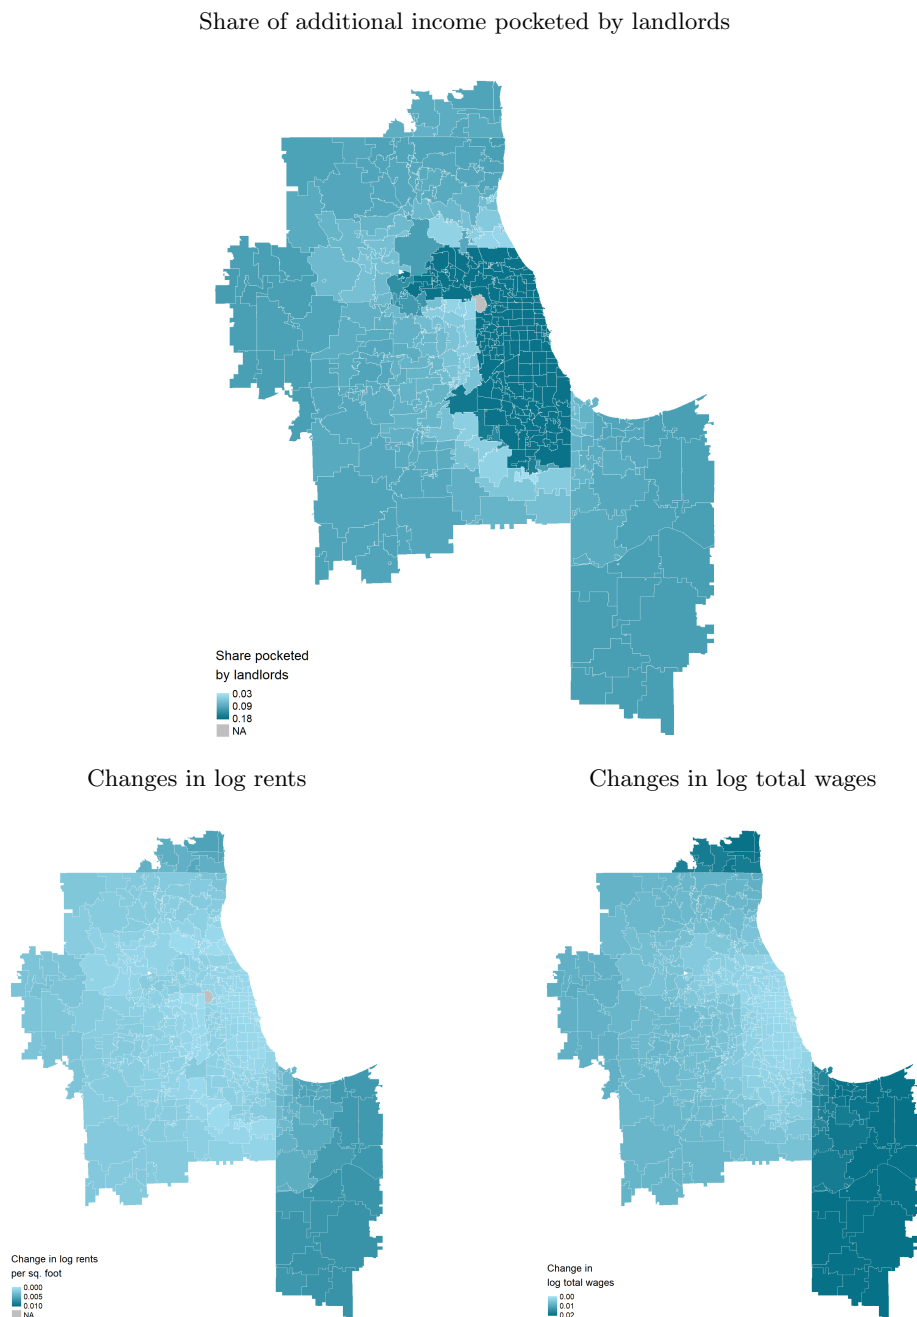 Share of additional income pocketed by landlords
Share pocketed
by landlords
0.03
0.09
0.18
NA
Changes in log rents
Changes in log total wages
Change in log rents
per sq. foot
0.000
0.005
0.010
NA
Change in
log total wages
0.00
0.01
0.02